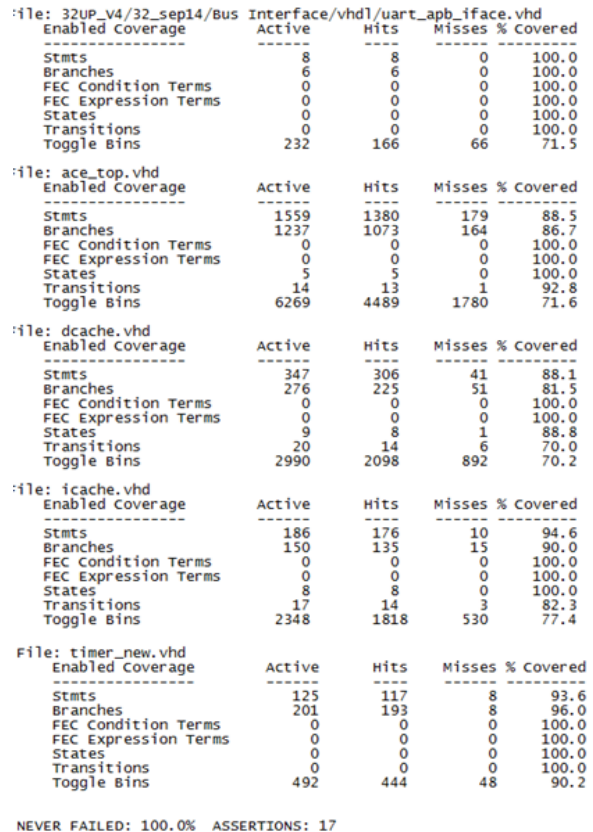 File: 32UP_V4/32_sep14/Bus Interface/vhdl/uart_apb_iface.vhd
Enabled Coverage Active Hits Misses % Covered
---------------- ------ ---- ------ ---------
Stmts 8 8 0 100.0
Branches 6 6 0 100.0
FEC Condition Terms 0 0 0 100.0
FEC Expression Terms 0 0 0 100.0
States 0 0 0 100.0
Transitions 0 0 0 100.0
Toggle Bins 232 166 66 71.5
File: ace_top.vhd
Enabled Coverage Active Hits Misses % Covered
---------------- ------ ---- ------ ---------
Stmts 1559 1380 179 88.5
Branches 1237 1073 164 86.7
FEC Condition Terms 0 0 0 100.0
FEC Expression Terms 0 0 0 100.0
States 5 5 0 100.0
Transitions 14 13 1 92.8
Toggle Bins 6269 4489 1780 71.6
File: dcache.vhd
Enabled Coverage Active Hits Misses % Covered
---------------- ------ ---- ------ ---------
Stmts 347 306 41 88.1
Branches 276 225 51 81.5
FEC Condition Terms 0 0 0 100.0
FEC Expression Terms 0 0 0 100.0
States 9 8 1 88.8
Transitions 20 14 6 70.0
Toggle Bins 2990 2098 892 70.2
File: icache.vhd
Enabled Coverage Active Hits Misses % Covered
---------------- ------ ---- ------ ---------
Stmts 186 176 10 94.6
Branches 150 135 15 90.0
FEC Condition Terms 0 0 0 100.0
FEC Expression Terms 0 0 0 100.0
States 8 8 0 100.0
Transitions 17 14 3 82.3
Toggle Bins 2348 1818 530 77.4
File: timer_new.vhd
Enabled Coverage Active Hits Misses % Covered
---------------- ------ ---- ------ ---------
Stmts 125 117 8 93.6
Branches 201 193 8 96.0
FEC Condition Terms 0 0 0 100.0
FEC Expression Terms 0 0 0 100.0
States 0 0 0 100.0
Transitions 0 0 0 100.0
Toggle Bins 492 444 48 90.2
NEVER FAILED: 100.0% ASSERTIONS: 17